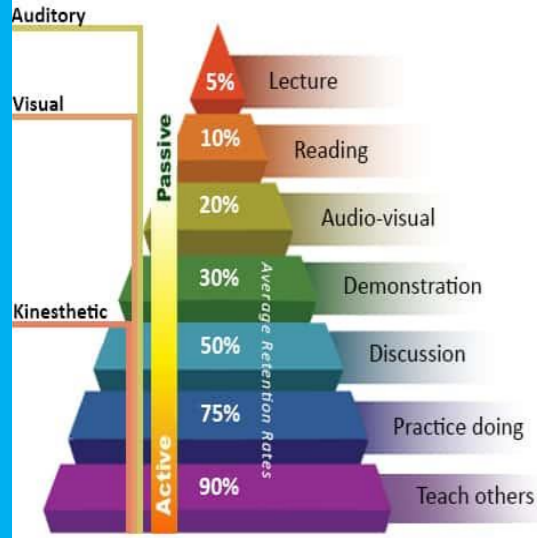 Auditory
5%
Lecture
Visual
10%
Reading
Passive
20%
Audio-visual
30%
Demonstration
Average Retention Rates
Kinesthetic
50%
Discussion
75%
Practice doing
Active
90%
Teach others